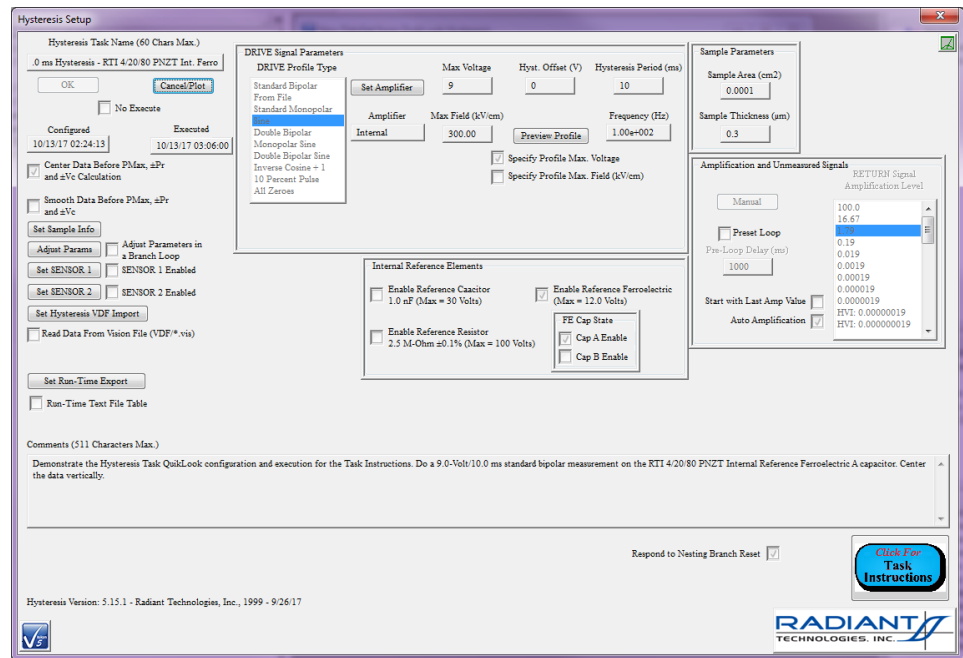 Hysteresis Setup
Hysteresis Task Name (60 Chars Max.)
.0 ms Hysteresis - RTI 4/20/80 PNZT Int. Ferro
OK
Cancel/Plot
No Execute
Configured
Executed
10/13/17 02:24:13
10/13/17 03:06:00
Center Data Before PMax, ±Pr
and ±Vc Calculation
Smooth Data Before PMax, ±Pr
and ±Vc
Set Sample Info
Adjust Params
Adjust Parameters in
a Branch Loop
Set SENSOR 1
SENSOR 1 Enabled
Set SENSOR 2
SENSOR 2 Enabled
Set Hysteresis VDF Import
Read Data From Vision File (VDF/*.vis)
Set Run-Time Export
Run-Time Text File Table
DRIVE Signal Parameters
DRIVE Profile Type
Standard Bipolar
From File
Standard Monopolar
Sine
Double Bipolar
Monopolar Sine
Double Bipolar Sine
Inverse Cosine + 1
10 Percent Pulse
All Zeroes
Set Amplifier
Max Voltage
9
Hyst. Offset (V)
0
Hysteresis Period (ms)
10
Amplifier
Internal
Max Field (kV/cm)
300.00
Preview Profile
Frequency (Hz)
1.00e+002
Specify Profile Max. Voltage
Specify Profile Max. Field (kV/cm)
Internal Reference Elements
Enable Reference Caacitor
1.0 nF (Max = 30 Volts)
Enable Reference Resistor
2.5 M-Ohm ±0.1% (Max = 100 Volts)
Enable Reference Ferroelectric
(Max = 12.0 Volts)
FE Cap State
Cap A Enable
Cap B Enable
Sample Parameters
Sample Area (cm2)
0.0001
Sample Thickness (µm)
0.3
Amplification and Unmeasured Signals
RETURN Signal
Amplification Level
Manual
Preset Loop
Pre-Loop Delay (ms)
1000
Start with Last Amp Value
Auto Amplification
100.0
16.67
1.79
0.19
0.019
0.0019
0.00019
0.000019
0.0000019
HVI: 0.00000019
HVI: 0.000000019
Comments (511 Characters Max.)
Demonstrate the Hysteresis Task QuikLook configuration and execution for the Task Instructions. Do a 9.0-Volt/10.0 ms standard bipolar measurement on the RTI 4/20/80 PNZT Internal Reference Ferroelectric A capacitor. Center
the data vertically.
Respond to Nesting Branch Reset
Click For
Task
Instructions
Hysteresis Version: 5.15.1 - Radiant Technologies, Inc., 1999 - 9/26/17
RADIANT
TECHNOLOGIES, INC.